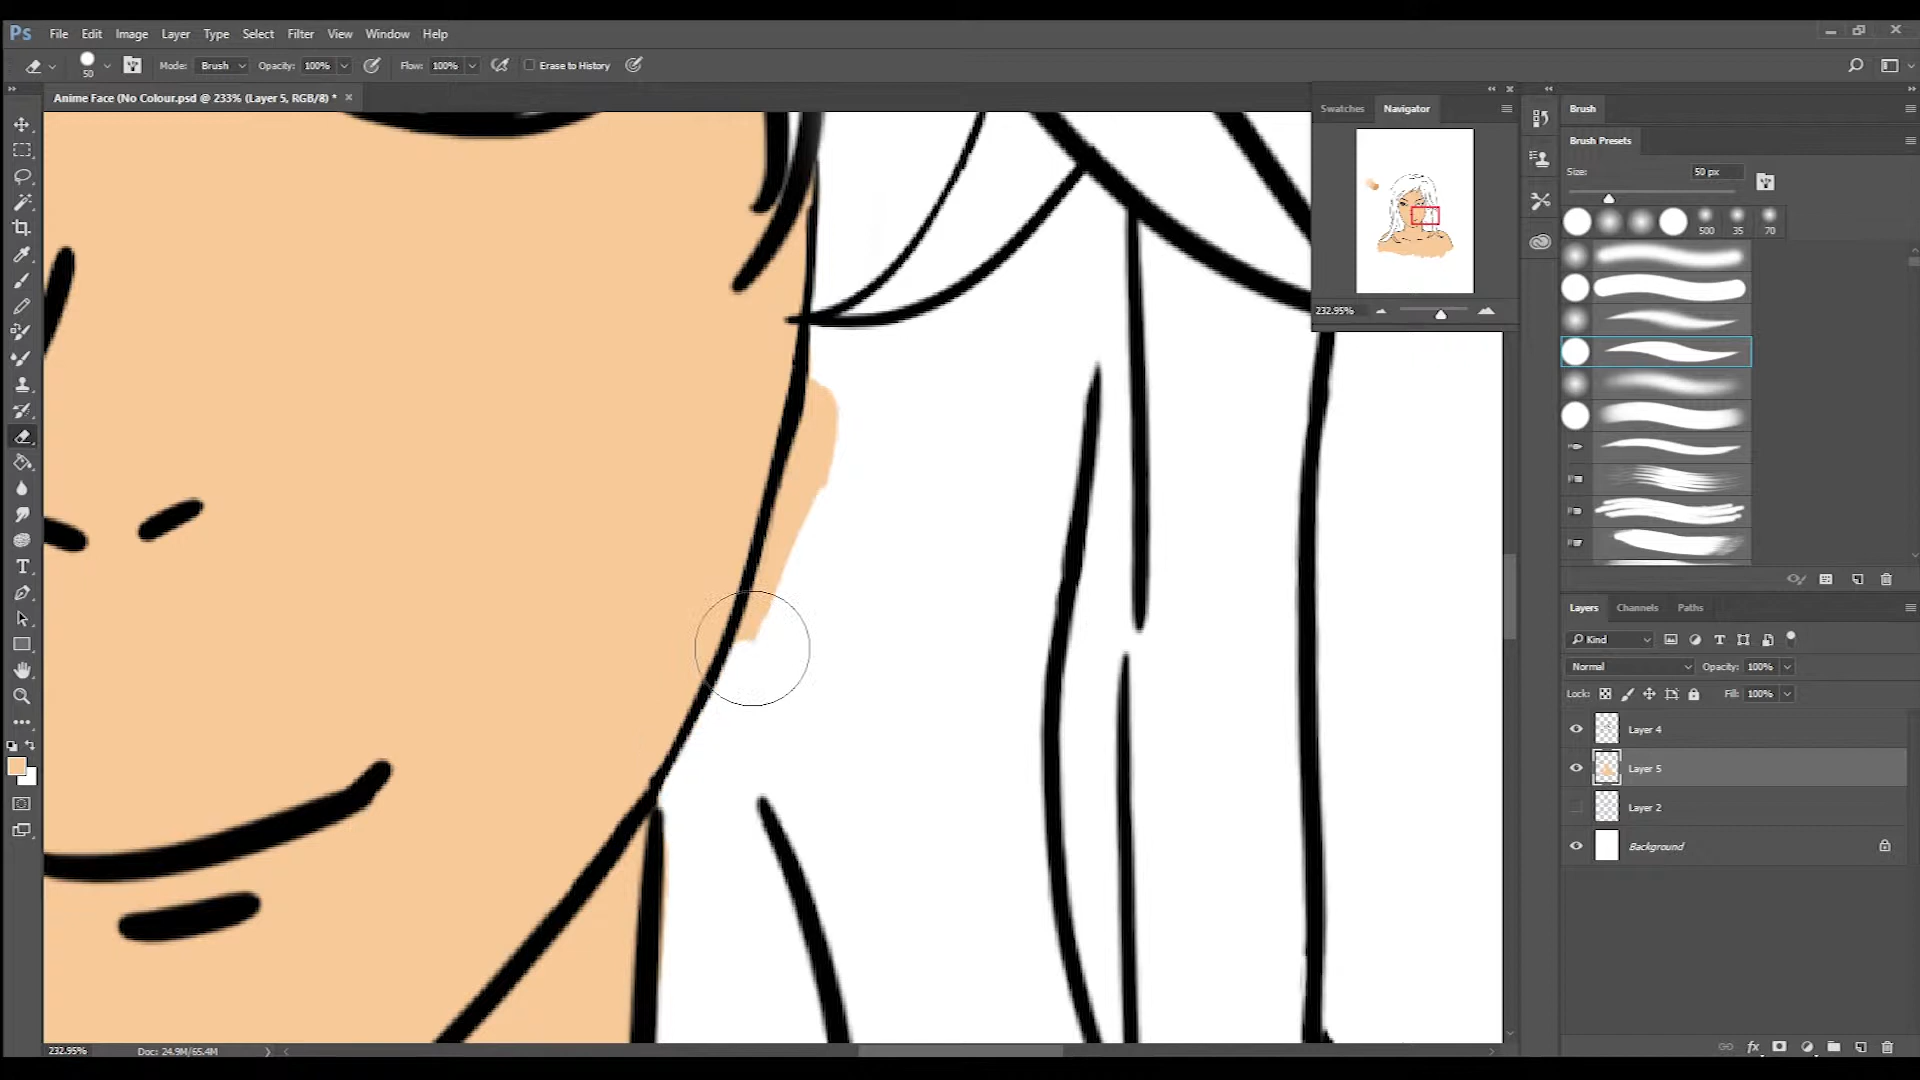 Ps File Edit Image Layer Type Select Filter View Window Help
50 Mode: Brush Opacity: 100% Flow: 100% Erase to History
Anime Face (No Colour.psd @ 233% (Layer 5, RGB/8) * ×
Swatches Navigator
232.95%
Brush
Brush Presets
Size: 50 px
500 35 70
Layers Channels Paths
Kind T
Normal Opacity: 100%
Lock: Fill: 100%
Layer 4
Layer 5
Layer 2
Background
T
232.95% Doc: 24.9M/65.4M
fx